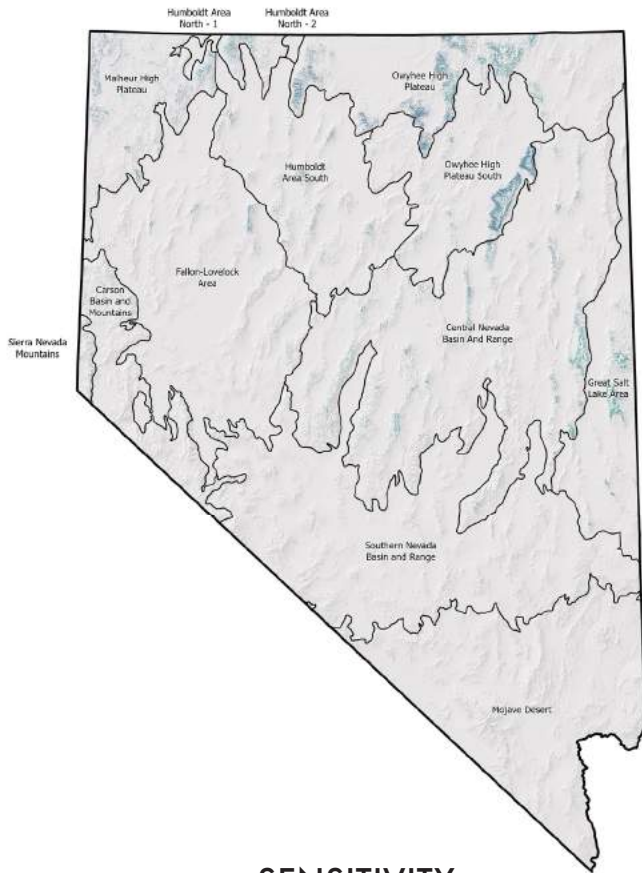 Humboldt Area
North - 1
Humboldt Area
North - 2
Malheur High
Plateau
Owyhee High
Plateau
Humboldt
Area South
Owyhee High
Plateau South
Fallon-Lovelock
Area
Carson
Basin and
Mountains
Sierra Nevada
Mountains
Central Nevada
Basin And Range
Great Salt
Lake Area
Southern Nevada
Basin and Range
Mojave Desert
SENSITIVITY